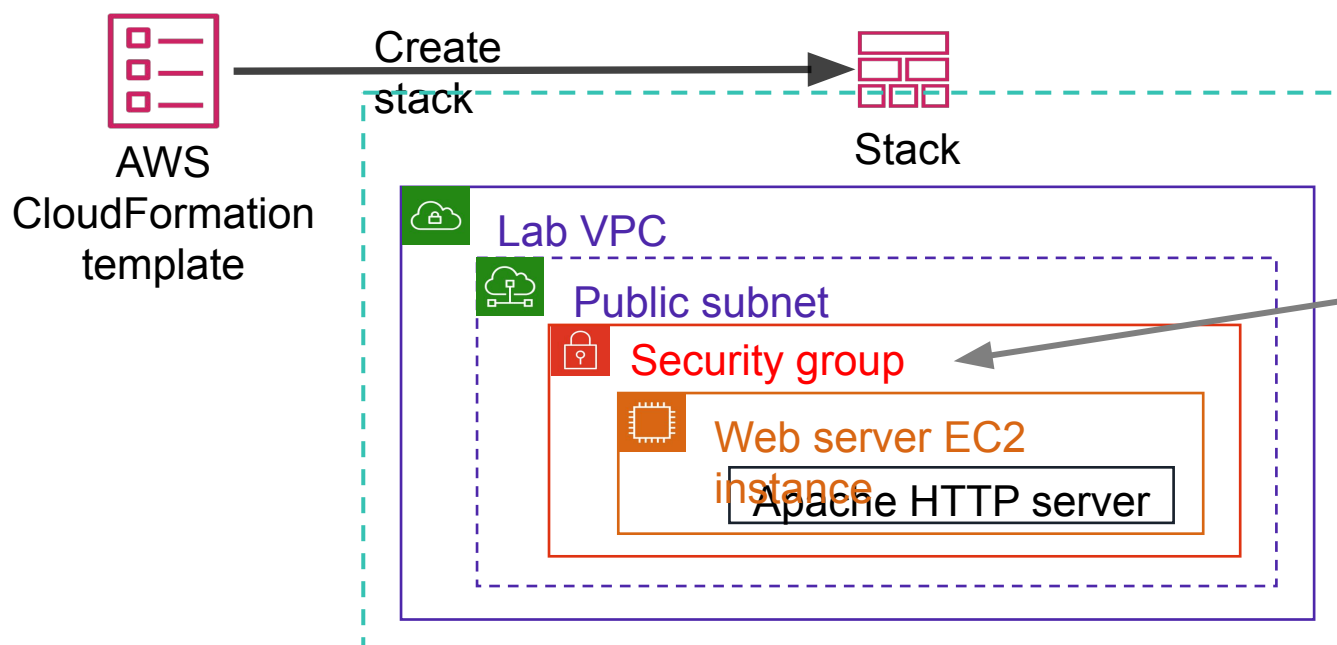 Create
stack
AWS
CloudFormation
template
Stack
Lab VPC
Public subnet
Security group
Web server EC2
instance
Apache HTTP server